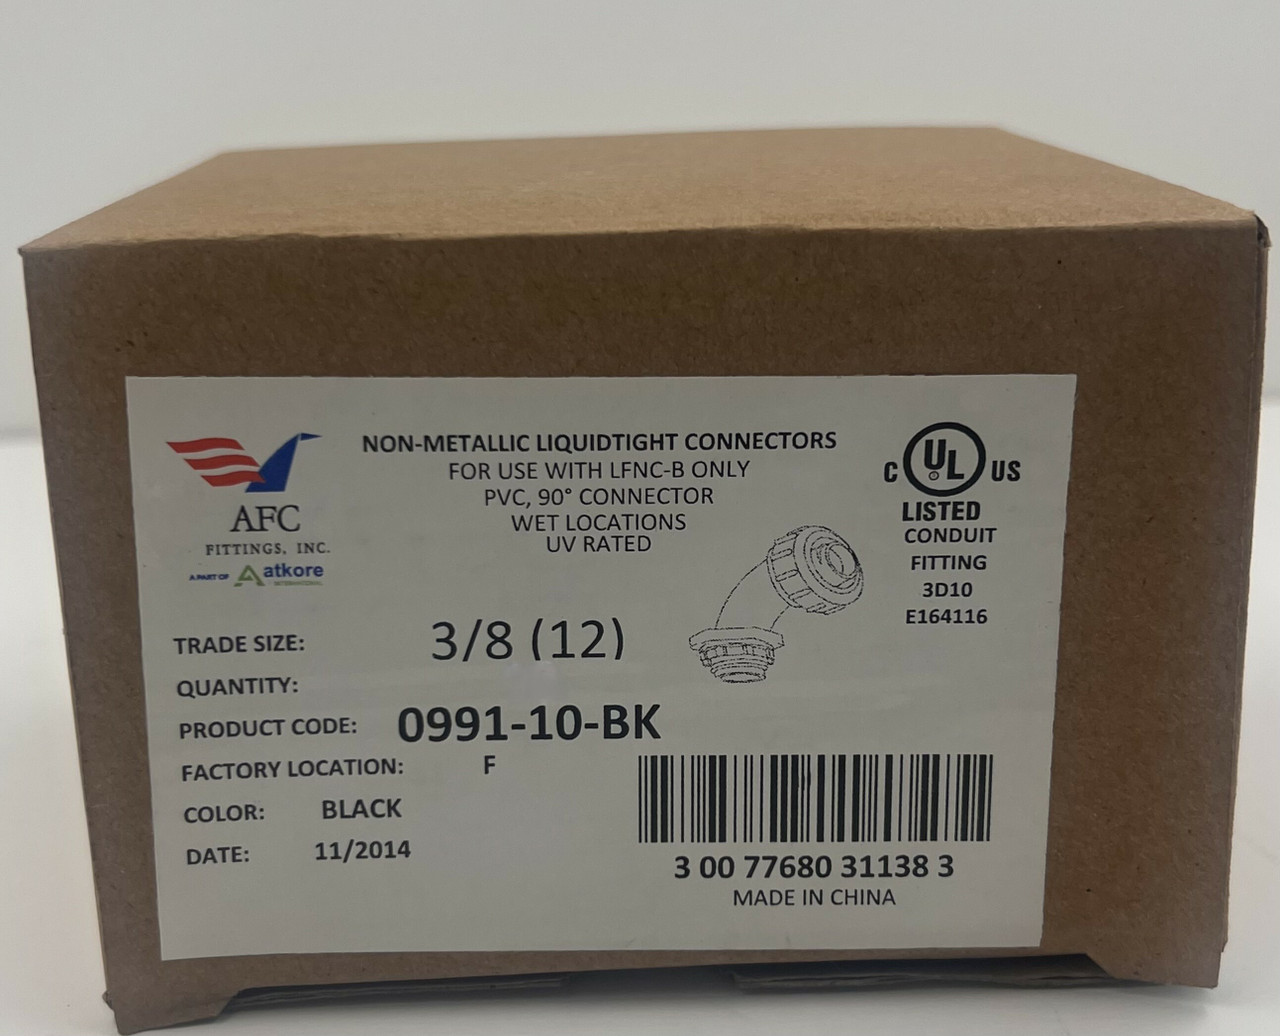 AFC
FITTINGS, INC.
A PART OF atkore
INTERNATIONAL
NON-METALLIC LIQUIDTIGHT CONNECTORS
FOR USE WITH LFNC-B ONLY
PVC, 90° CONNECTOR
WET LOCATIONS
UV RATED
C UL US
LISTED
CONDUIT
FITTING
3D10
E164116
TRADE SIZE: 3/8 (12)
QUANTITY:
PRODUCT CODE: 0991-10-BK
FACTORY LOCATION: F
COLOR: BLACK
DATE: 11/2014
3 00 77680 31138 3
MADE IN CHINA